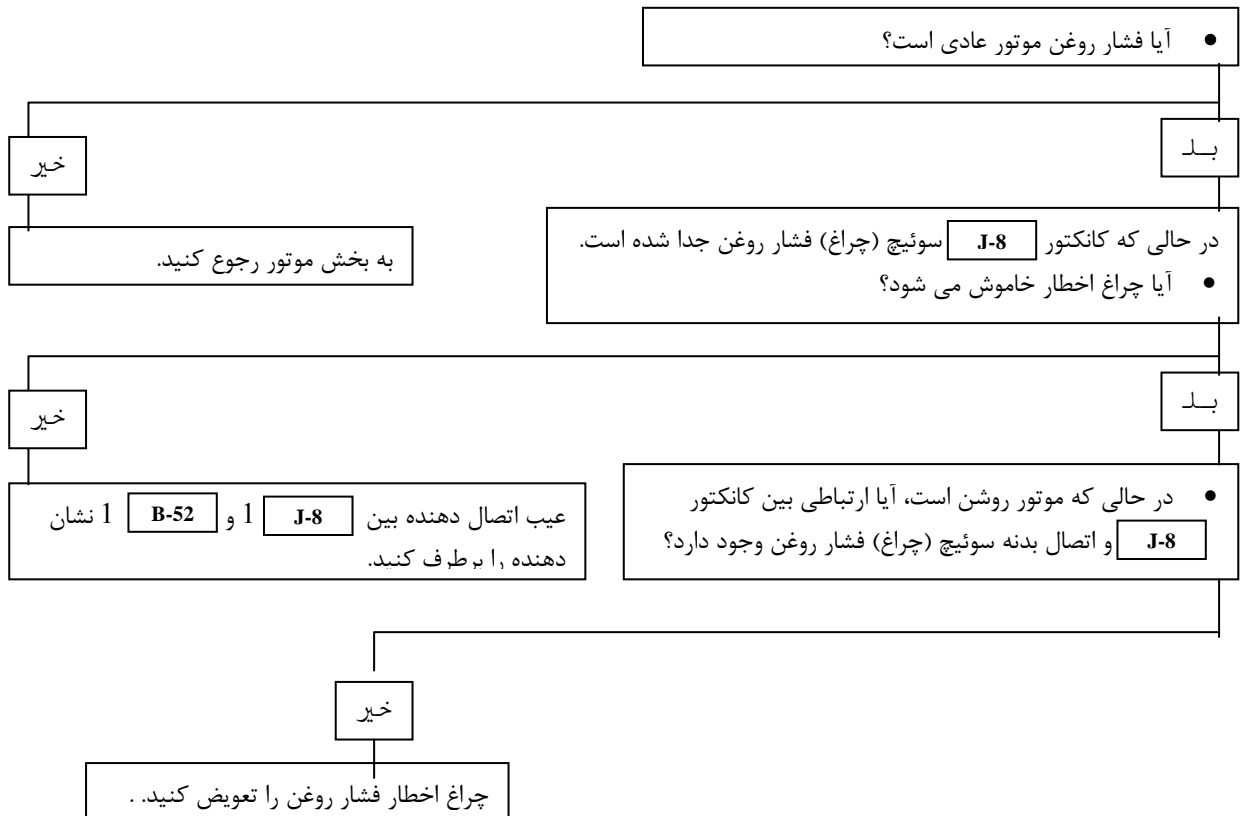 • آیا فشار روغن موتور عادی است؟
بـلـ
خیر
در حالی که کانکتور J-8 سوئیچ (چراغ) فشار روغن جدا شده است.
• آیا چراغ اخطار خاموش می شود؟
به بخش موتور رجوع کنید.
بـلـ
خیر
• در حالی که موتور روشن است، آیا ارتباطی بین کانکتور
J-8 و اتصال بدنه سوئیچ (چراغ) فشار روغن وجود دارد؟
عیب اتصال دهنده بین J-8 1 و B-52 1 نشان
دهنده را برطرف کنید.
خیر
چراغ اخطار فشار روغن را تعویض کنید. .